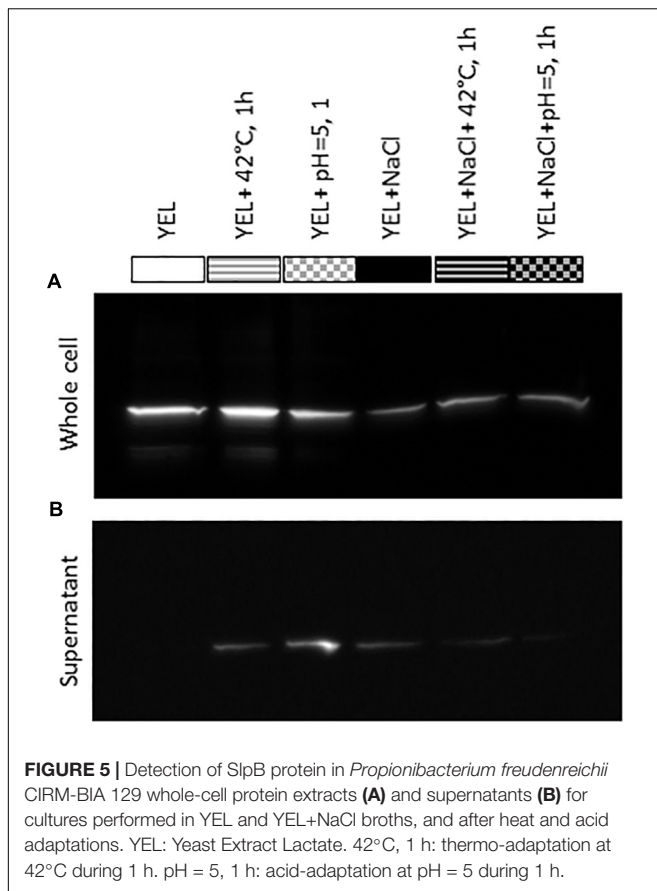 YEL
YEL+ 42°C, 1h
YEL+ pH=5, 1
YEL+NaCl
YEL+NaCl+ 42°C, 1h
YEL+NaCl+pH=5, 1h
A
Whole cell
B
Supernatant
FIGURE 5 | Detection of SlpB protein in Propionibacterium freudenreichii
CIRM-BIA 129 whole-cell protein extracts (A) and supernatants (B) for
cultures performed in YEL and YEL+NaCl broths, and after heat and acid
adaptations. YEL: Yeast Extract Lactate. 42°C, 1 h: thermo-adaptation at
42°C during 1 h. pH = 5, 1 h: acid-adaptation at pH = 5 during 1 h.